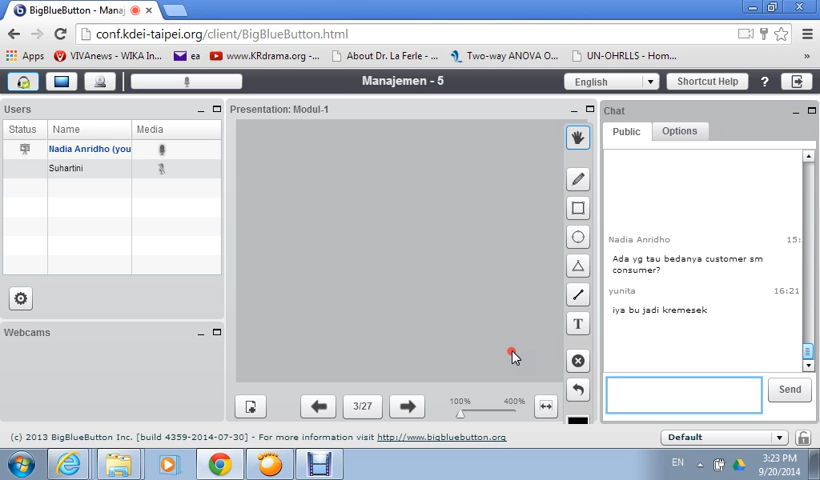 BigBlueButton - Manaj
conf.kdei-taipei.org/client/BigBlueButton.html
Apps
VIVAnews - WIKA In...
ea
www.KRdrama.org - ...
About Dr. La Ferle - ...
Two-way ANOVA O...
UN-OHRLLS - Hom...
Manajemen - 5
English
Shortcut Help
?
Users
Status Name Media
Nadia Anridho (you
Suhartini
Webcams
Presentation: Modul-1
T
3/27
100% 400%
Chat
Public Options
Nadia Anridho 15:
Ada yg tau bedanya customer sm
consumer?
yunita 16:21
iya bu jadi kremesek
Send
(c) 2013 BigBlueButton Inc. [build 4359-2014-07-30] - For more information visit http://www.bigbluebutton.org
Default
EN
3:23 PM
9/20/2014